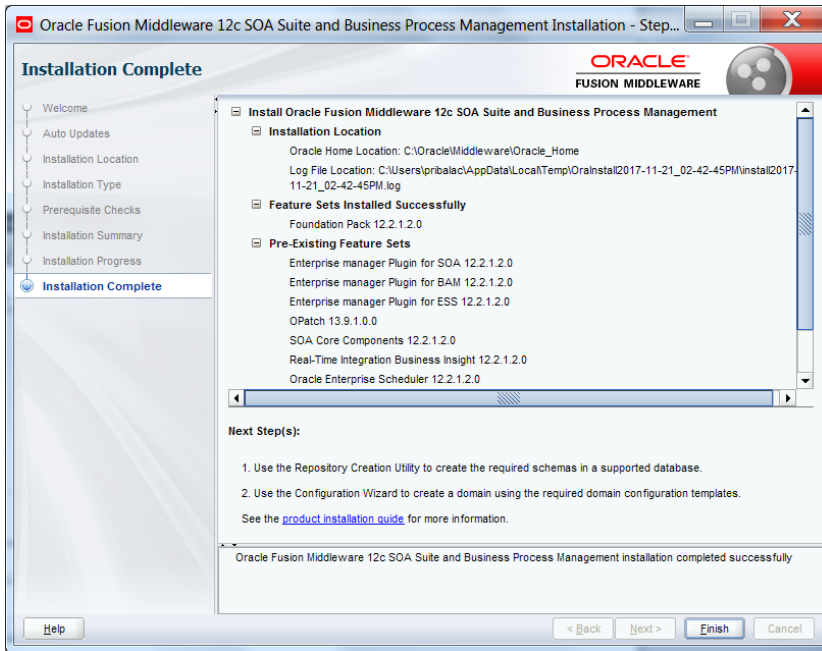 Oracle Fusion Middleware 12c SOA Suite and Business Process Management Installation - Step...
Installation Complete
ORACLE
FUSION MIDDLEWARE
Welcome
Auto Updates
Installation Location
Installation Type
Prerequisite Checks
Installation Summary
Installation Progress
Installation Complete
Install Oracle Fusion Middleware 12c SOA Suite and Business Process Management
Installation Location
Oracle Home Location: C:\Oracle\Middleware\Oracle_Home
Log File Location: C:\Users\pribalac\AppData\Local\Temp\OraInstall2017-11-21_02-42-45PM\install2017-
11-21_02-42-45PM.log
Feature Sets Installed Successfully
Foundation Pack 12.2.1.2.0
Pre-Existing Feature Sets
Enterprise manager Plugin for SOA 12.2.1.2.0
Enterprise manager Plugin for BAM 12.2.1.2.0
Enterprise manager Plugin for ESS 12.2.1.2.0
OPatch 13.9.1.0.0
SOA Core Components 12.2.1.2.0
Real-Time Integration Business Insight 12.2.1.2.0
Oracle Enterprise Scheduler 12.2.1.2.0
Next Step(s):
1. Use the Repository Creation Utility to create the required schemas in a supported database.
2. Use the Configuration Wizard to create a domain using the required domain configuration templates.
See the product installation guide for more information.
Oracle Fusion Middleware 12c SOA Suite and Business Process Management installation completed successfully
Help
< Back
Next >
Finish
Cancel